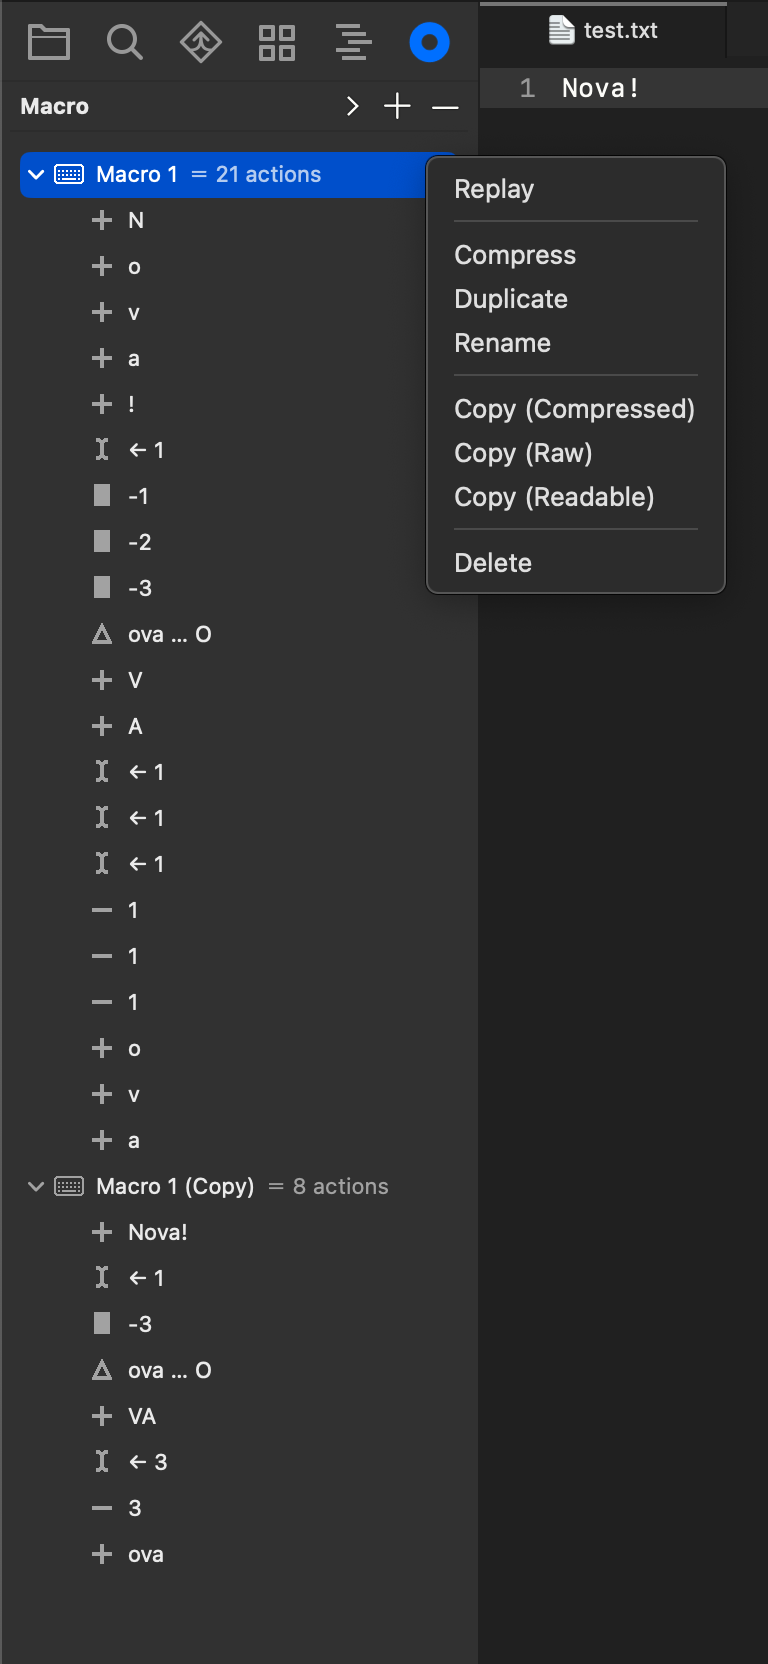 test.txt
1 Nova!
Macro
Macro 1 = 21 actions
+ N
+ o
+ v
+ a
+ !
← 1
-1
-2
-3
ova ... O
+ V
+ A
← 1
← 1
← 1
— 1
— 1
— 1
+ o
+ v
+ a
Macro 1 (Copy) = 8 actions
+ Nova!
← 1
-3
ova ... O
+ VA
← 3
— 3
+ ova
Replay
Compress
Duplicate
Rename
Copy (Compressed)
Copy (Raw)
Copy (Readable)
Delete